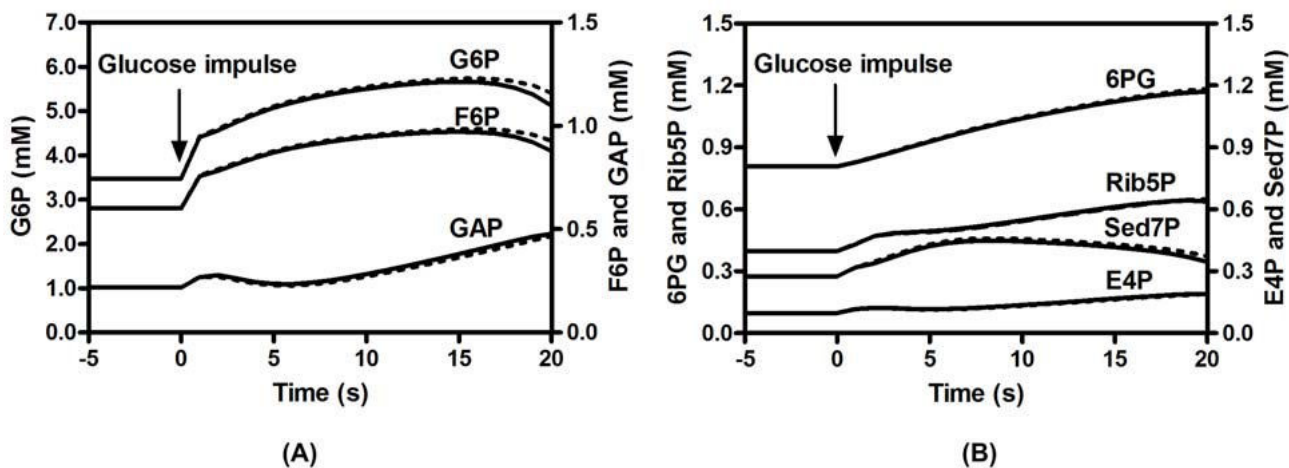 7.0
6.0
5.0
4.0
3.0
2.0
1.0
0.0
G6P (mM)
Glucose impulse
G6P
F6P
GAP
1.5
1.0
0.5
0.0
F6P and GAP (mM)
-5 0 5 10 15 20
Time (s)
(A)
1.5
1.2
0.9
0.6
0.3
0.0
6PG and Rib5P (mM)
Glucose impulse
6PG
Rib5P
Sed7P
E4P
1.5
1.2
0.9
0.6
0.3
0.0
E4P and Sed7P (mM)
-5 0 5 10 15 20
Time (s)
(B)